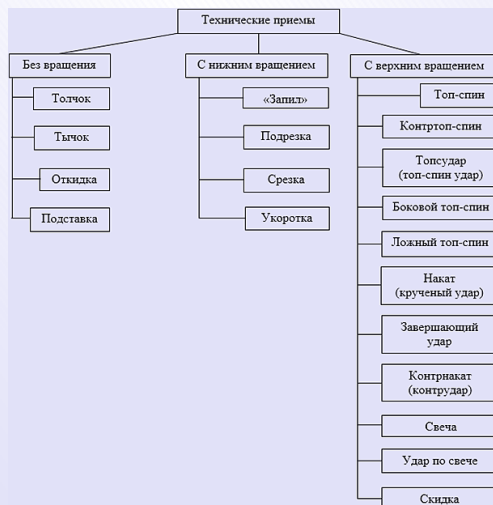 Технические приемы
Без вращения
Толчок
Тычок
Откидка
Подставка
С нижним вращением
«Запил»
Подрезка
Срезка
Укоротка
С верхним вращением
Топ-спин
Контртоп-спин
Топсудар
(топ-спин удар)
Боковой топ-спин
Ложный топ-спин
Накат
(крученый удар)
Завершающий
удар
Контрнакат
(контрудар)
Свеча
Удар по свече
Скидка